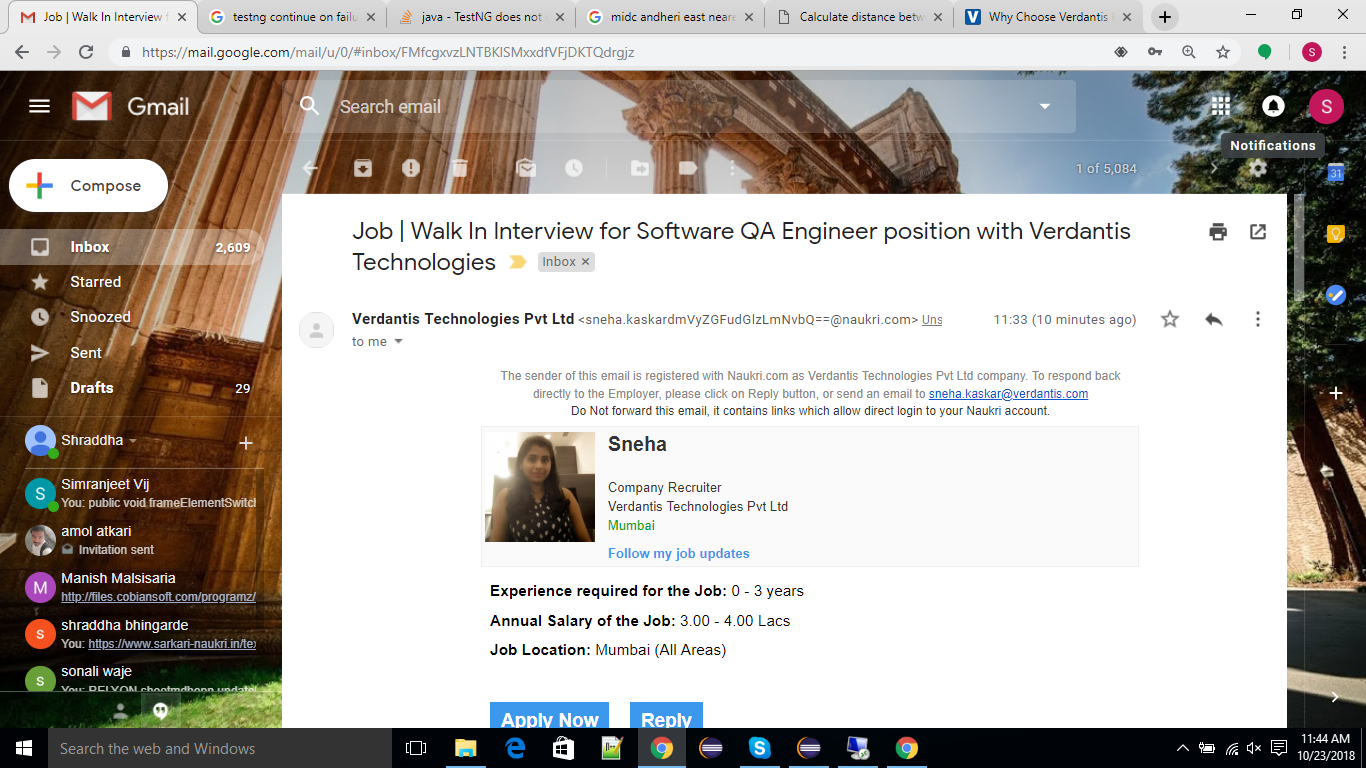 Job | Walk In Interview f
testng continue on failu
java - TestNG does not
midc andheri east neare
Calculate distance betw
Why Choose Verdantis
https://mail.google.com/mail/u/0/#inbox/FMfcgxvzLNTBKlSMxxdfVFjDKTQdrgjz
S
Gmail
Search email
S
Notifications
Compose
1 of 5,084
31
Inbox 2,609
Starred
Snoozed
Sent
Drafts 29
Shraddha
S
Simranjeet Vij
You: public void frameElementSwitch
amol atkari
Invitation sent
M
Manish Malsisaria
http://files.cobiansoft.com/programz/
S
shraddha bhingarde
You: https://www.sarkari-naukri.in/te
S
sonali waje
You: RELYON
Job | Walk In Interview for Software QA Engineer position with Verdantis
Technologies Inbox
Verdantis Technologies Pvt Ltd <sneha.kaskardmVyZGFudGlzLmNvbQ==@naukri.com> Uns
11:33 (10 minutes ago)
to me
The sender of this email is registered with Naukri.com as Verdantis Technologies Pvt Ltd company. To respond back
directly to the Employer, please click on Reply button, or send an email to sneha.kaskar@verdantis.com
Do Not forward this email, it contains links which allow direct login to your Naukri account.
Sneha
Company Recruiter
Verdantis Technologies Pvt Ltd
Mumbai
Follow my job updates
Experience required for the Job: 0 - 3 years
Annual Salary of the Job: 3.00 - 4.00 Lacs
Job Location: Mumbai (All Areas)
Apply Now Reply
Search the web and Windows
11:44 AM
10/23/2018